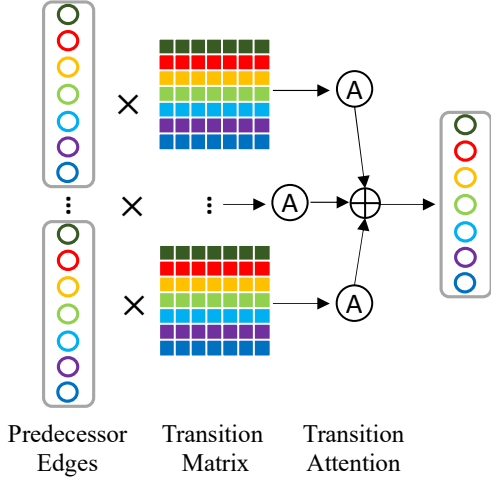 A
A
A
Predecessor Edges
Transition Matrix
Transition Attention